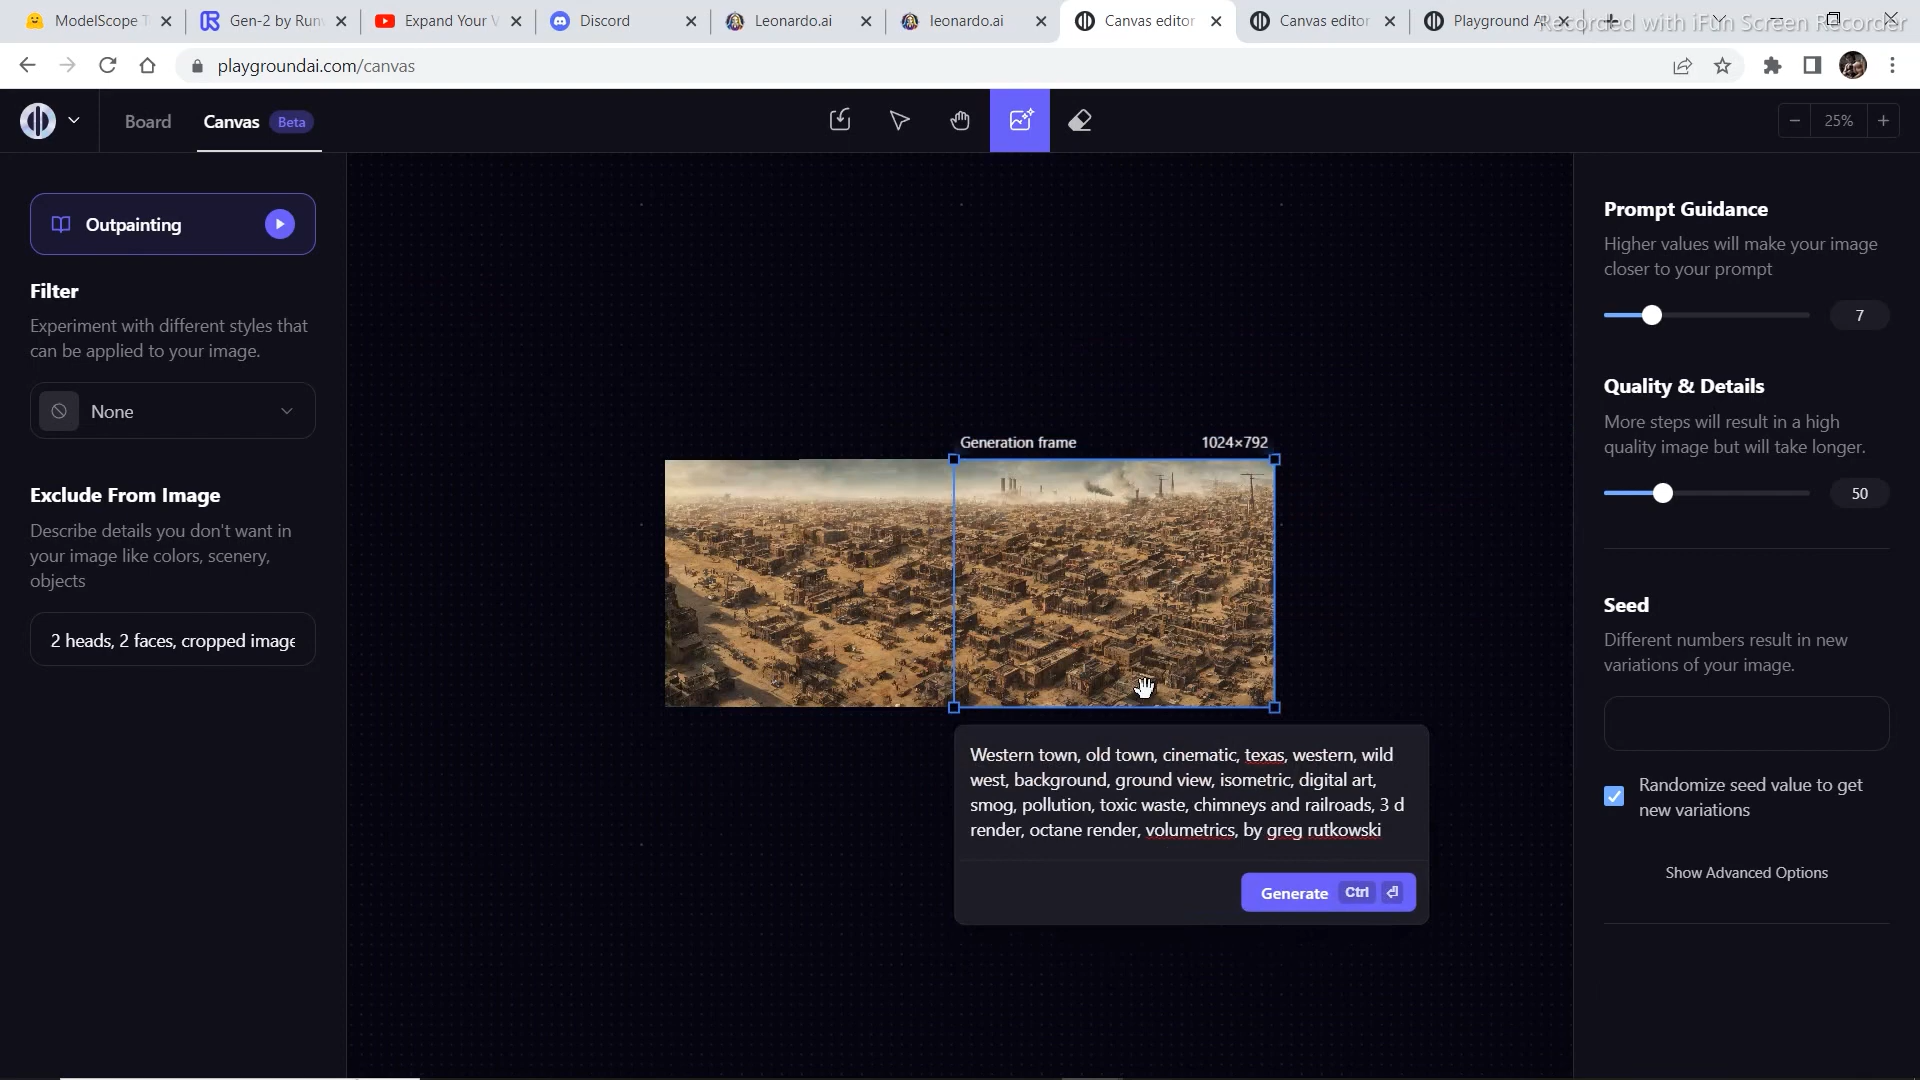 ModelScope T
Gen-2 by Run
Expand Your V
Discord
Leonardo.ai
leonardo.ai
Canvas editor
Canvas editor
Playground AI
Recorded with iFun Screen Recorder
playgroundai.com/canvas
Board
Canvas
Beta
25%
Outpainting
Filter
Experiment with different styles that
can be applied to your image.
None
Exclude From Image
Describe details you don't want in
your image like colors, scenery,
objects
2 heads, 2 faces, cropped image
Generation frame
1024×792
Western town, old town, cinematic, texas, western, wild
west, background, ground view, isometric, digital art,
smog, pollution, toxic waste, chimneys and railroads, 3 d
render, octane render, volumetrics, by greg rutkowski
Generate Ctrl
Prompt Guidance
Higher values will make your image
closer to your prompt
7
Quality & Details
More steps will result in a high
quality image but will take longer.
50
Seed
Different numbers result in new
variations of your image.
Randomize seed value to get
new variations
Show Advanced Options